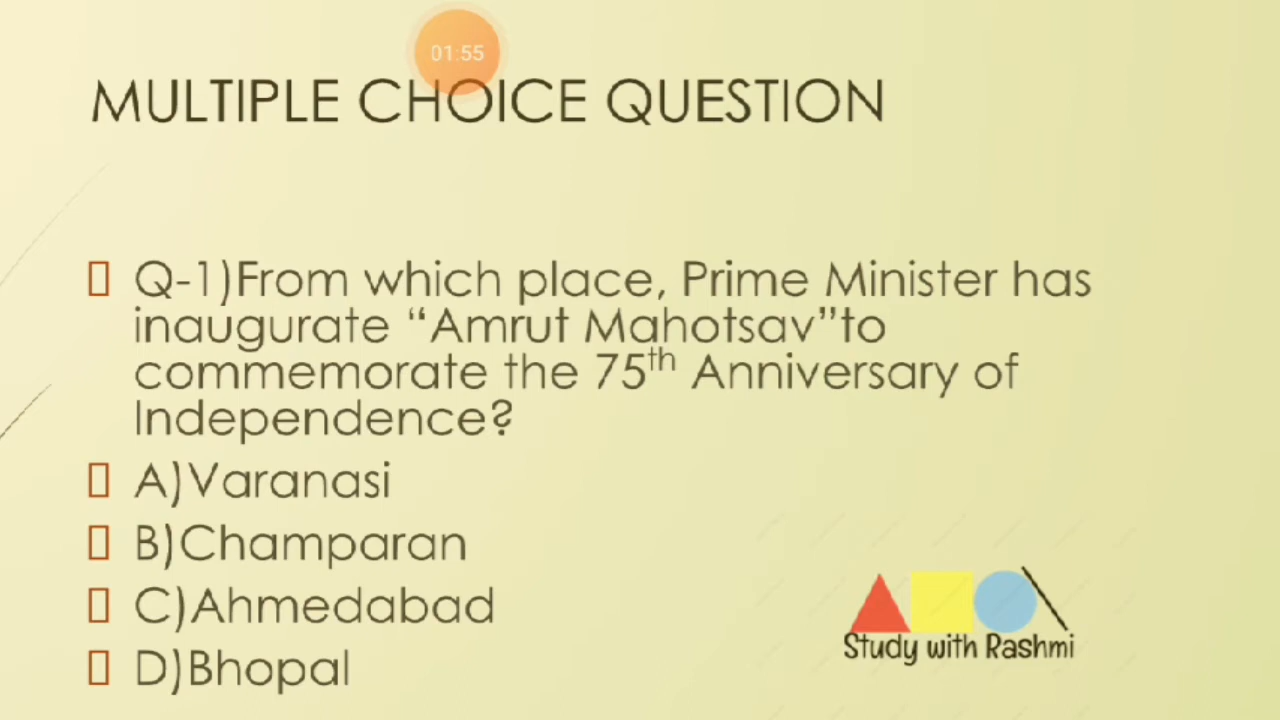 01:55
MULTIPLE CHOICE QUESTION
Q-1)From which place, Prime Minister has
inaugurate “Amrut Mahotsav”to
commemorate the 75th Anniversary of
Independence?
A)Varanasi
B)Champaran
C)Ahmedabad
D)Bhopal
Study with Rashmi